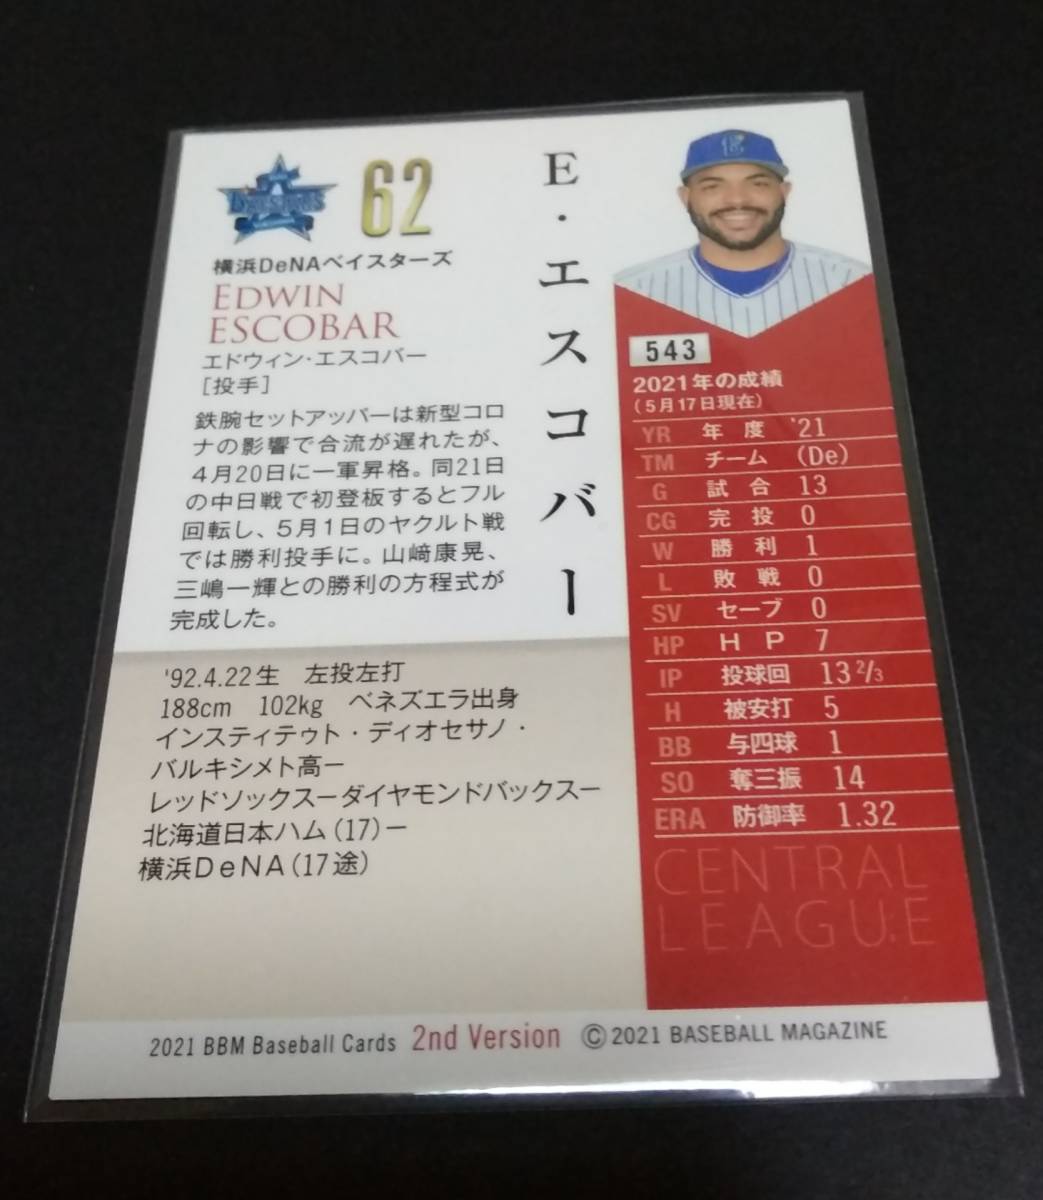 BAYSTARS
62
横浜DeNAベイスターズ
EDWIN
ESCOBAR
エドウィン・エスコバー
[投手]
鉄腕セットアッパーは新型コロ
ナの影響で合流が遅れたが、
4月20日に一軍昇格。同21日
の中日戦で初登板するとフル
回転し、5月1日のヤクルト戦
では勝利投手に。山﨑康晃、
三嶋一輝との勝利の方程式が
完成した。
E・エスコバー
'92.4.22生 左投左打
188cm 102kg ベネズエラ出身
インスティテゥト・ディオセサノ・
バルキシメト高ー
レッドソックスーダイヤモンドバックスー
北海道日本ハム(17)ー
横浜DeNA(17途)
543
2021年の成績
(5月17日現在)
YR 年度 '21
TM チーム (De)
G 試合 13
CG 完投 0
W 勝利 1
L 敗戦 0
SV セーブ 0
HP HP 7
IP 投球回 13 2/3
H 被安打 5
BB 与四球 1
SO 奪三振 14
ERA 防御率 1.32
CENTRAL
LEAGUE
2021 BBM Baseball Cards 2nd Version ©2021 BASEBALL MAGAZINE